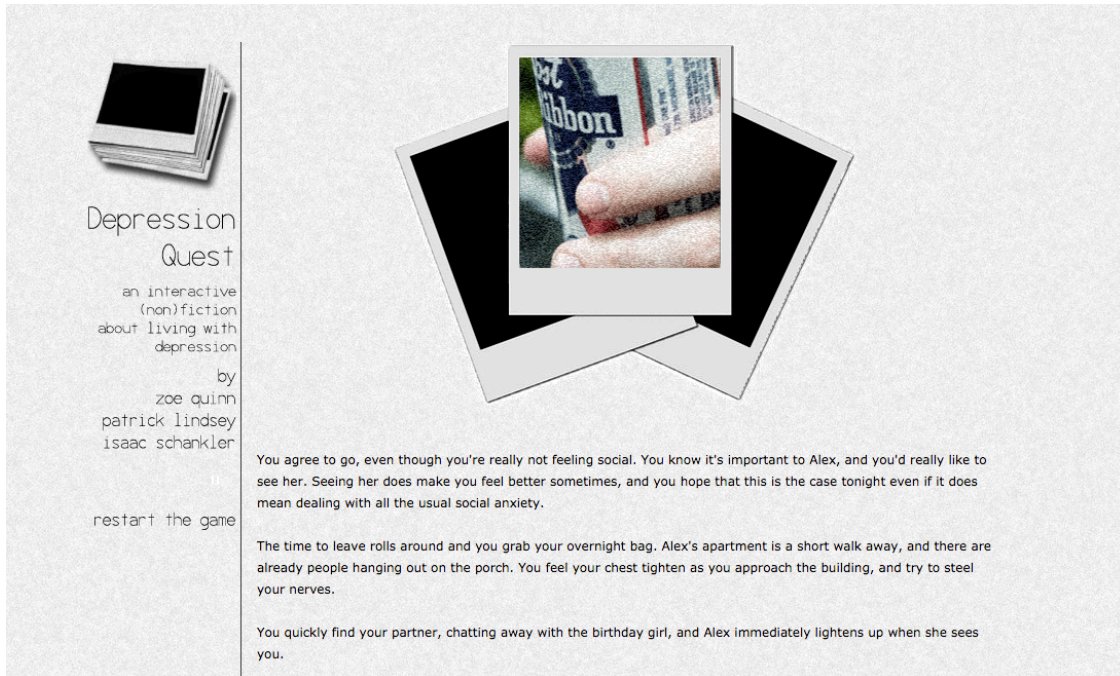 Depression
Quest
an interactive
(non)fiction
about living with
depression
by
zoe quinn
patrick lindsey
isaac schankler
restart the game
ibbon
®
You agree to go, even though you're really not feeling social. You know it's important to Alex, and you'd really like to
see her. Seeing her does make you feel better sometimes, and you hope that this is the case tonight even if it does
mean dealing with all the usual social anxiety.
The time to leave rolls around and you grab your overnight bag. Alex's apartment is a short walk away, and there are
already people hanging out on the porch. You feel your chest tighten as you approach the building, and try to steel
your nerves.
You quickly find your partner, chatting away with the birthday girl, and Alex immediately lightens up when she sees
you.